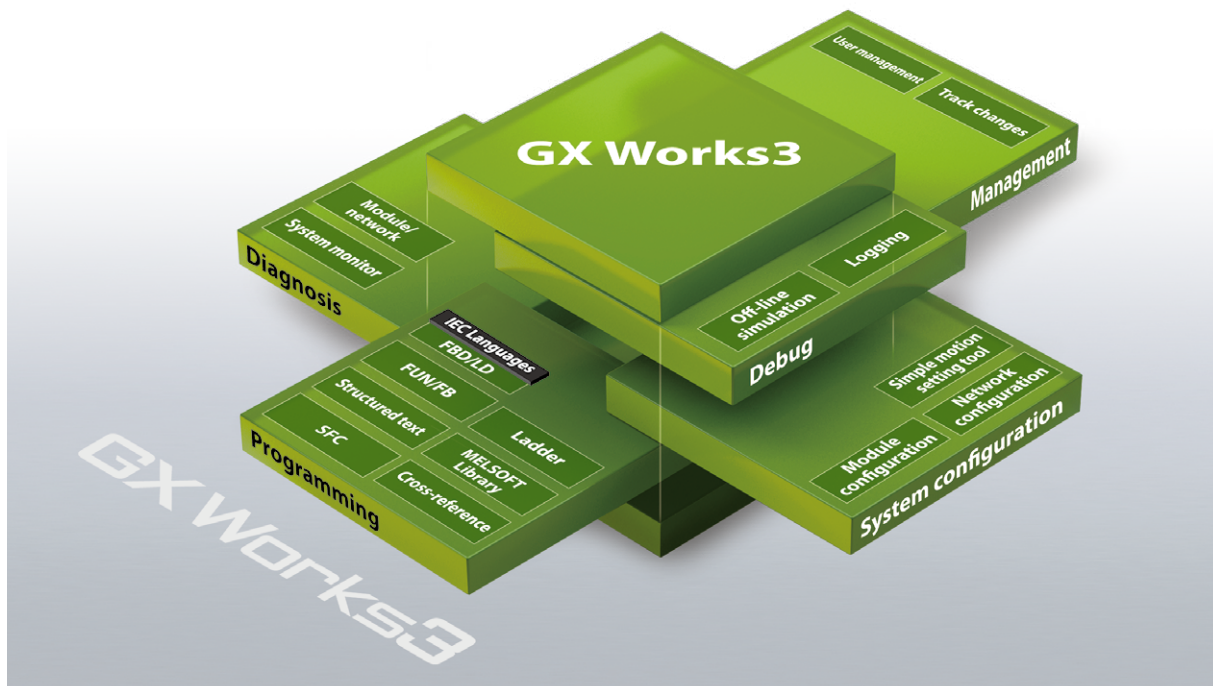 User management
Track changes
Management
GX Works3
Module/
network
System monitor
Diagnosis
Logging
Off-line
simulation
Debug
IEC Languages
FBD/LD
FUN/FB
Structured text
SFC
Ladder
MELSOFT
Library
Cross-reference
Programming
Simple motion
setting tool
Network
configuration
Module
configuration
System configuration
GX Works3